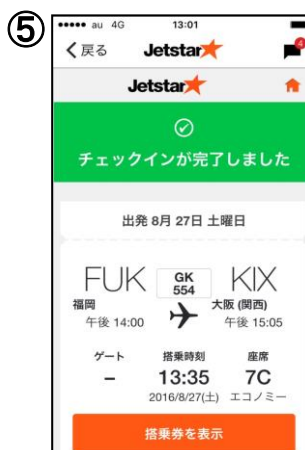 ⑤
au 4G 13:01
戻る Jetstar 4
Jetstar
チェックインが完了しました
出発 8月 27日 土曜日
FUK GK 554 KIX
福岡 大阪 (関西)
午後 14:00 午後 15:05
ゲート 搭乗時刻 座席
– 13:35 7C
2016/8/27(土) エコノミー
搭乗券を表示